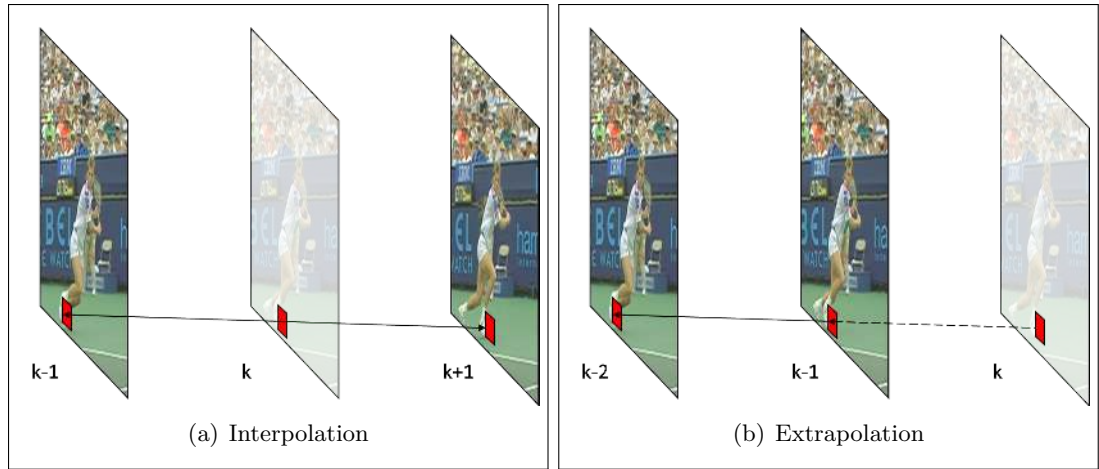 k-1
k
k+1
(a) Interpolation
k-2
k-1
k
(b) Extrapolation